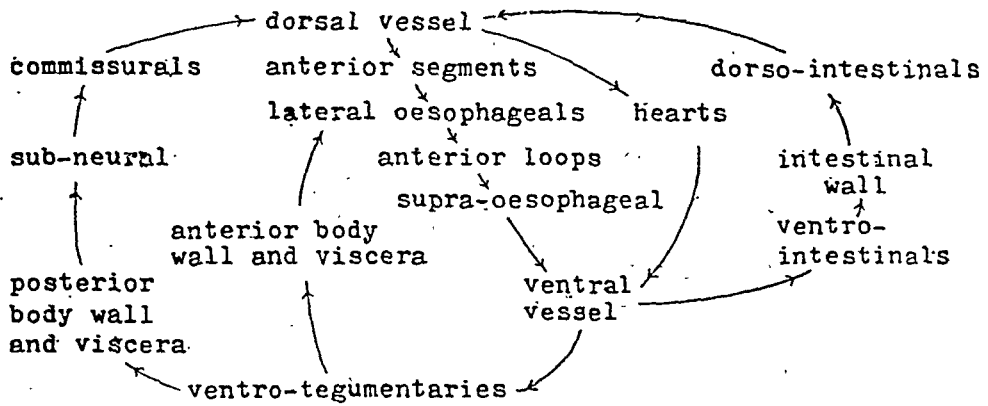 dorsal vessel
commissurals
anterior segments
dorso-intestinals
lateral oesophageals
hearts
sub-neural
anterior loops
intestinal
wall
supra-oesophageal
anterior body
wall and viscera
ventro-
intestinals
posterior
body wall
and viscera
ventral
vessel
ventro-tegumentaries